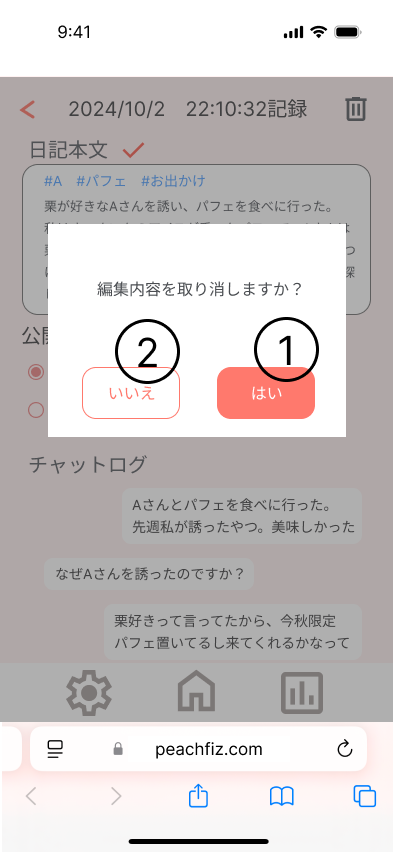 9:41
2024/10/2 22:10:32記録
日記本文
#A #パフェ #お出かけ
栗が好きなAさんを誘い、パフェを食べに行った。
編集内容を取り消しますか？
2
1
いいえ
はい
チャットログ
Aさんとパフェを食べに行った。
先週私が誘ったやつ。美味しかった
なぜAさんを誘ったのですか？
栗好きって言ってたから、今秋限定
パフェ置いてるし来てくれるかなって
peachfiz.com